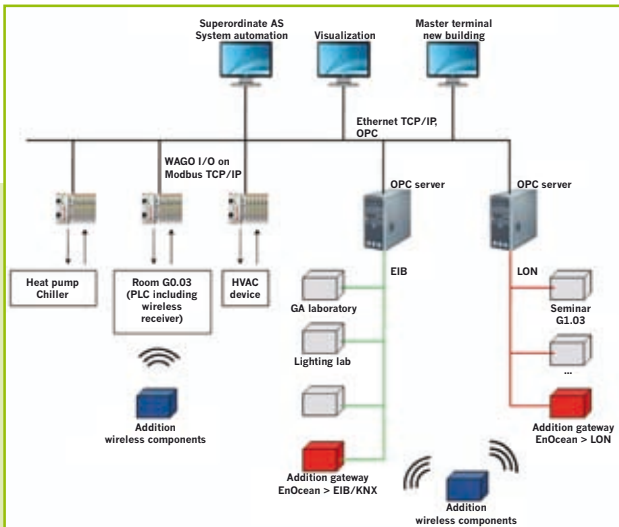 Superordinate AS
System automation
Visualization
Master terminal
new building
Ethernet TCP/IP,
OPC
WAGO I/O on
Modbus TCP/IP
OPC server
OPC server
EIB
LON
Heat pump
Chiller
Room G0.03
(PLC including
wireless
receiver)
HVAC
device
GA laboratory
Lighting lab
Seminar
G1.03
...
Addition
wireless components
Addition gateway
EnOcean > EIB/KNX
Addition gateway
EnOcean > LON
Addition
wireless components